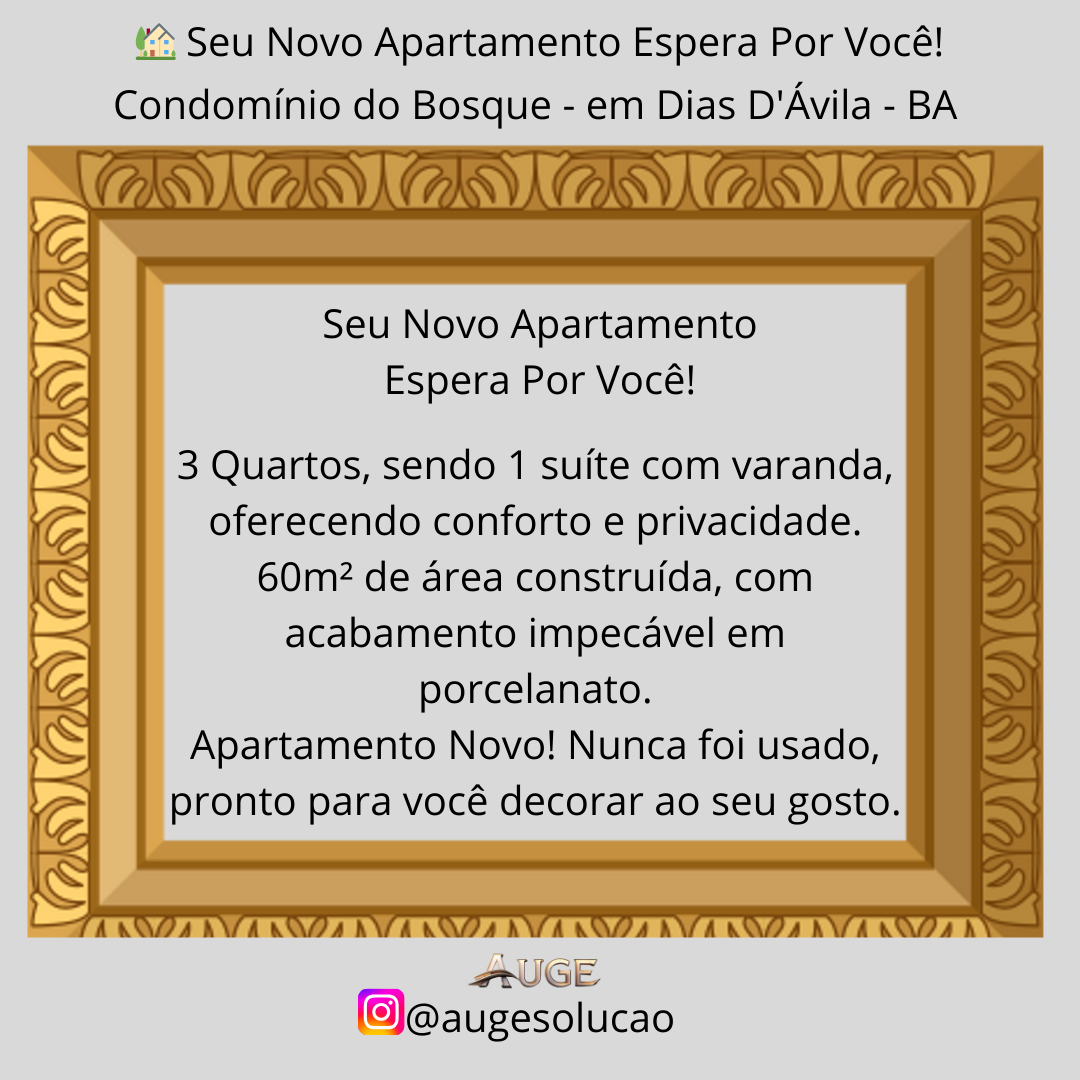 🏡 Seu Novo Apartamento Espera Por Você!
Condomínio do Bosque - em Dias D'Ávila - BA
Seu Novo Apartamento
Espera Por Você!
3 Quartos, sendo 1 suíte com varanda,
oferecendo conforto e privacidade.
60m² de área construída, com
acabamento impecável em
porcelanato.
Apartamento Novo! Nunca foi usado,
pronto para você decorar ao seu gosto.
AUGE
@augesolucao